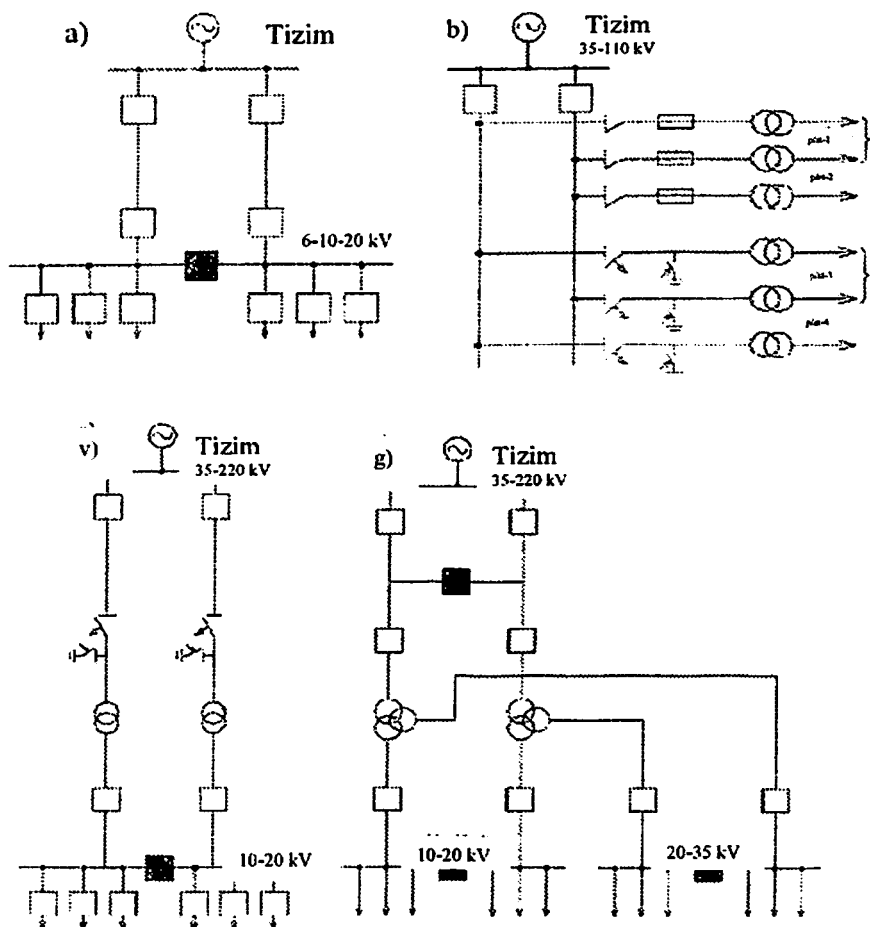 a)
Tizim
6-10-20 kV
b)
Tizim
35-110 kV
v)
Tizim
35-220 kV
10-20 kV
g)
Tizim
35-220 kV
10-20 kV
20-35 kV